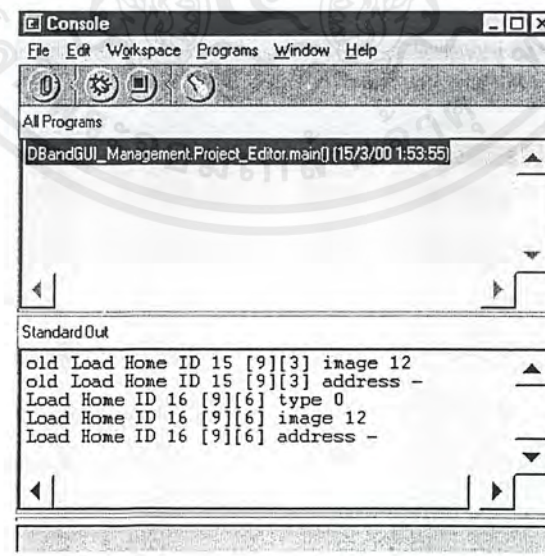 Console
File Edit Workspace Programs Window Help
All Programs
DBandGUI_Management.Project_Editor.main() (15/3/00 1:53:55)
Standard Out
old Load Home ID 15 [9][3] image 12
old Load Home ID 15 [9][3] address -
Load Home ID 16 [9][6] type 0
Load Home ID 16 [9][6] image 12
Load Home ID 16 [9][6] address -